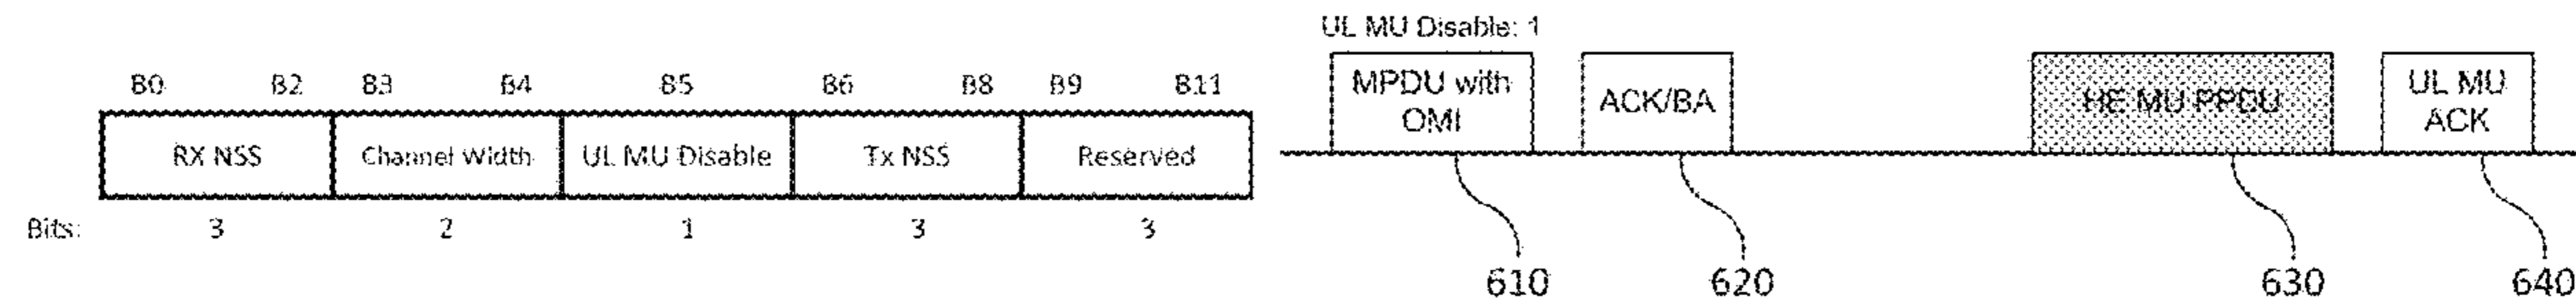 B0 B2 B3 B4 B5 B6 B8 B9 B11
RX NSS Channel Width UL MU Disable Tx NSS Reserved
Bits: 3 2 1 3 3
UL MU Disable: 1
MPDU with
OMI
ACK/BA
HE MU PPDU
UL MU
ACK
610 620 630 640